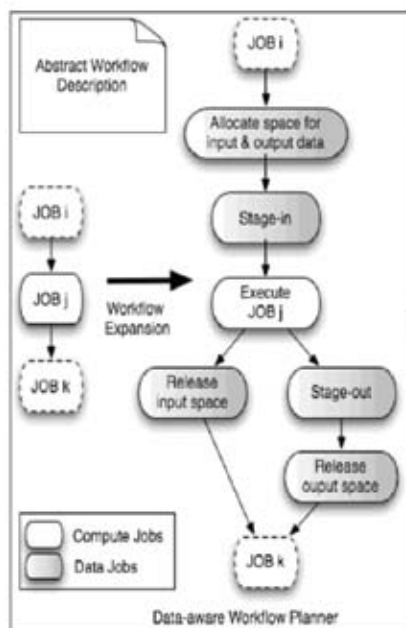 Abstract Workflow
Description
JOB i
Allocate space for
input & output data
Stage-in
Execute
JOB j
Release
input space
Stage-out
Release
ouput space
JOB k
JOB i
JOB j
JOB k
Workflow
Expansion
Compute Jobs
Data Jobs
Data-aware Workflow Planner